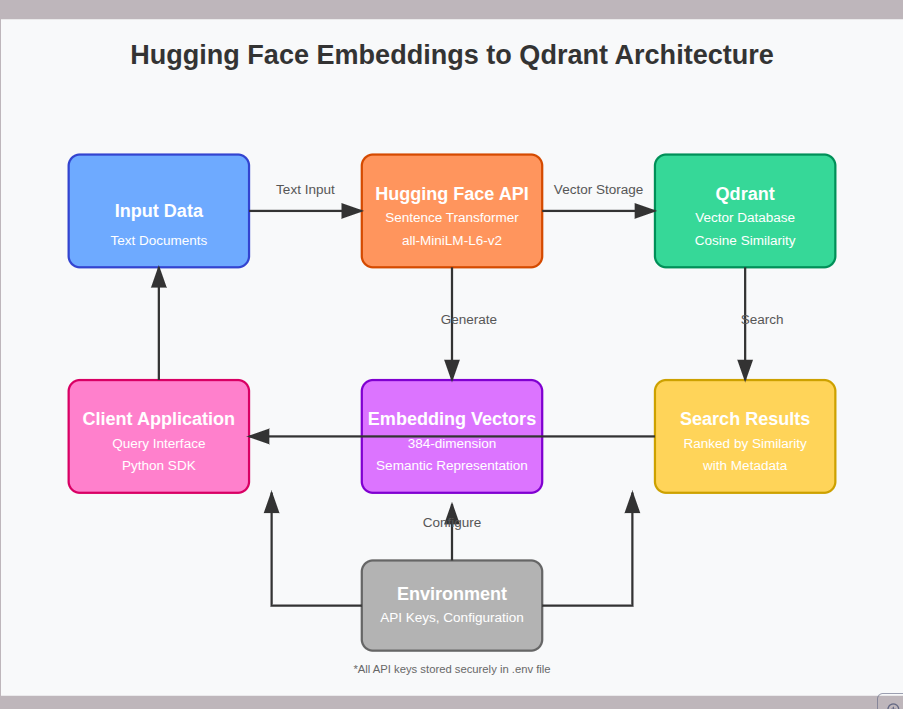 Hugging Face Embeddings to Qdrant Architecture
Input Data
Text Documents
Text Input
Hugging Face API
Sentence Transformer
all-MiniLM-L6-v2
Vector Storage
Qdrant
Vector Database
Cosine Similarity
Generate
Search
Client Application
Query Interface
Python SDK
Embedding Vectors
384-dimension
Semantic Representation
Search Results
Ranked by Similarity
with Metadata
Configure
Environment
API Keys, Configuration
*All API keys stored securely in .env file